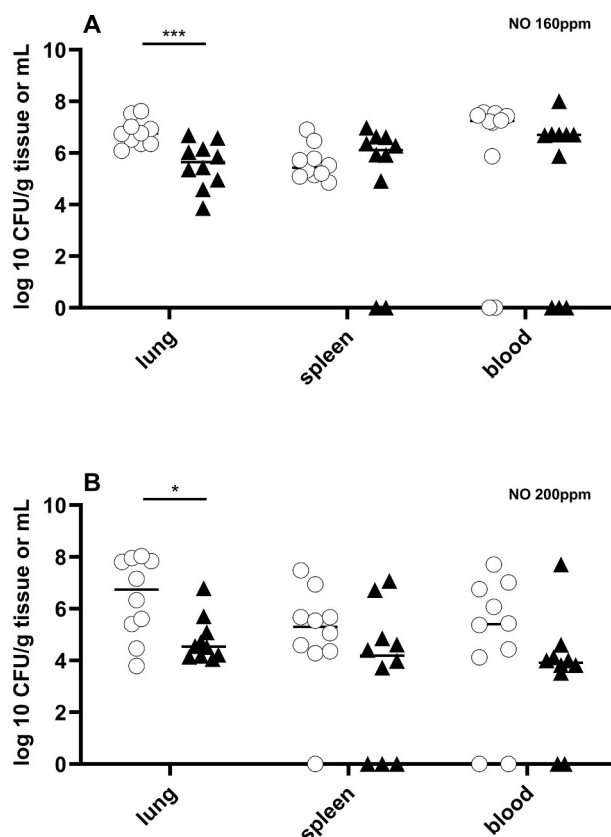 A
NO 160ppm
***
log 10 CFU/g tissue or mL
10
8
6
4
2
0
lung
spleen
blood
B
NO 200ppm
*
log 10 CFU/g tissue or mL
10
8
6
4
2
0
lung
spleen
blood